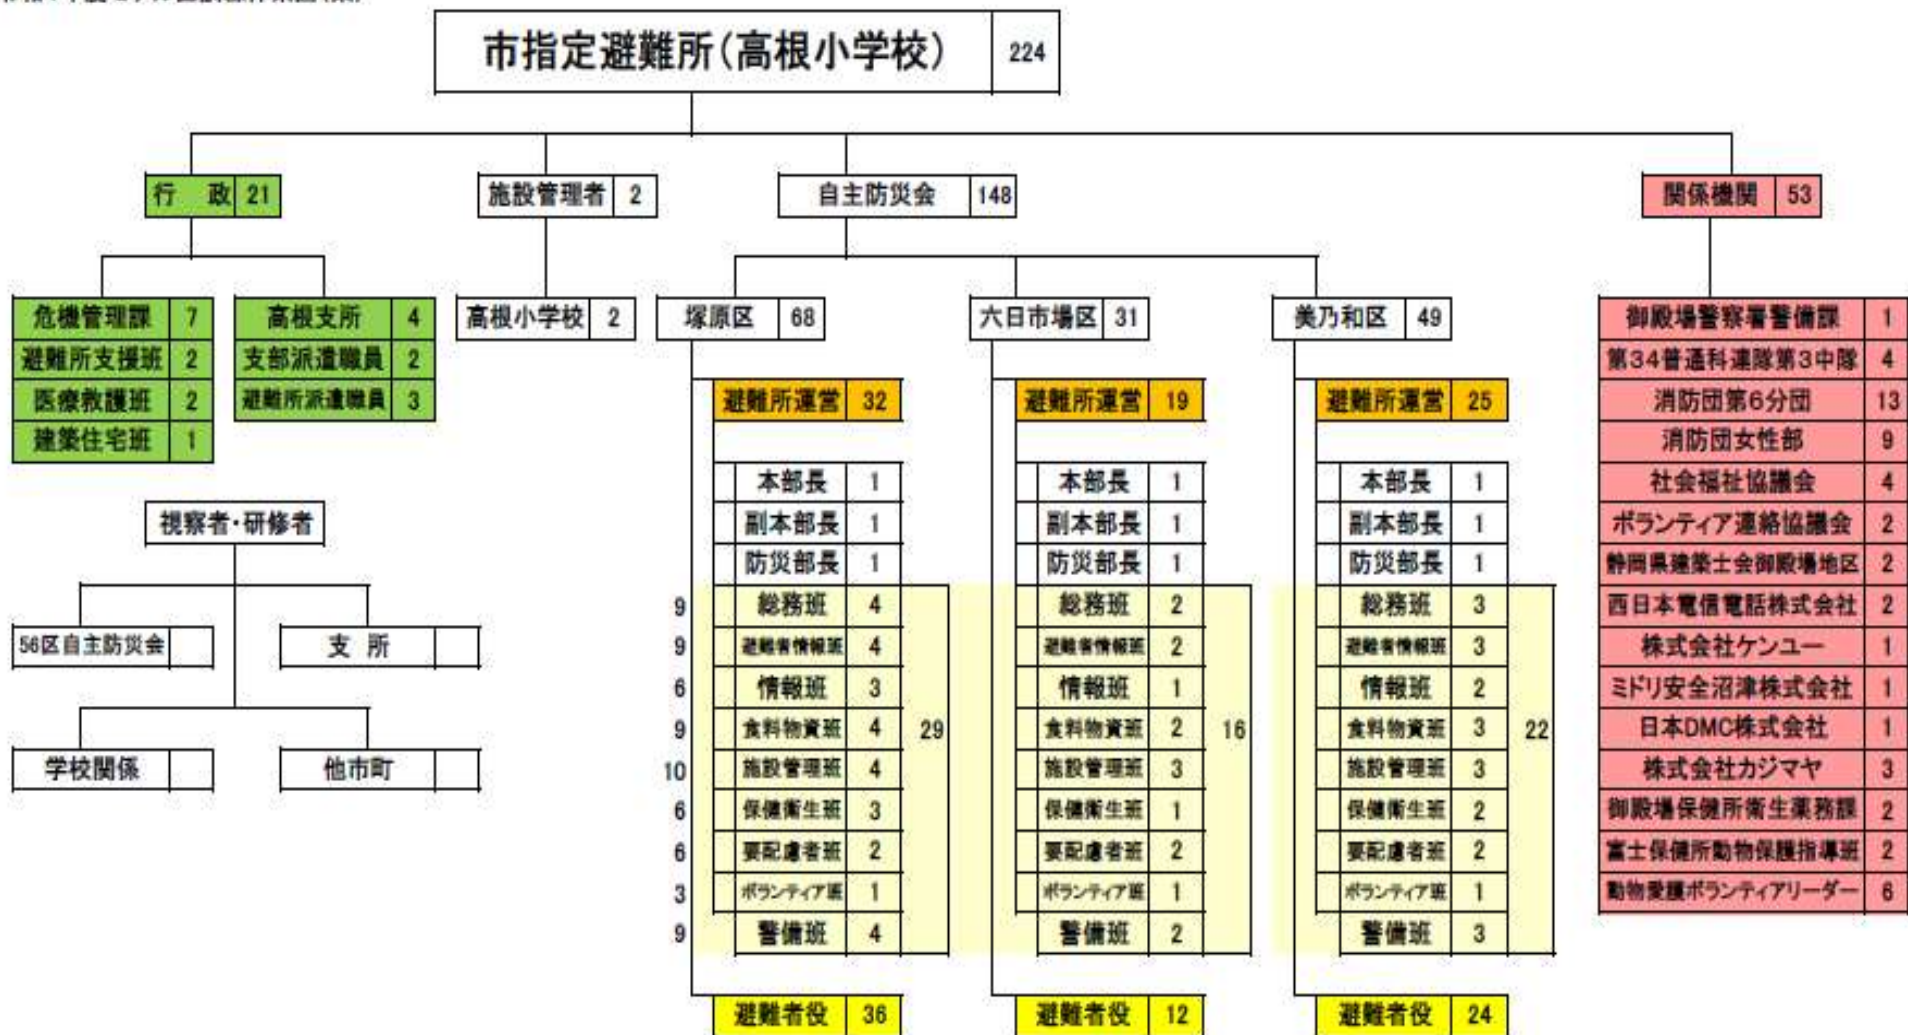 市指定避難所(高根小学校) 224
行 政 21
施設管理者 2
自主防災会 148
関係機関 53
危機管理課 7
避難所支援班 2
医療救護班 2
建築住宅班 1
高根支所 4
支部派遣職員 2
避難所派遣職員 3
高根小学校 2
塚原区 68
六日市場区 31
美乃和区 49
視察者・研修者
56区自主防災会
支 所
学校関係
他市町
避難所運営 32
本部長 1
副本部長 1
防災部長 1
9 総務班 4
9 避難者情報班 4
6 情報班 3
9 食料物資班 4
10 施設管理班 4
6 保健衛生班 3
6 要配慮者班 2
3 ボランティア班 1
9 警備班 4
29
避難者役 36
避難所運営 19
本部長 1
副本部長 1
防災部長 1
総務班 2
避難者情報班 2
情報班 1
食料物資班 2
施設管理班 3
保健衛生班 1
要配慮者班 2
ボランティア班 1
警備班 2
16
避難者役 12
避難所運営 25
本部長 1
副本部長 1
防災部長 1
総務班 3
避難者情報班 3
情報班 2
食料物資班 3
施設管理班 3
保健衛生班 2
要配慮者班 2
ボランティア班 1
警備班 3
22
避難者役 24
御殿場警察署警備課 1
第34普通科連隊第3中隊 4
消防団第6分団 13
消防団女性部 9
社会福祉協議会 4
ボランティア連絡協議会 2
静岡県建築士会御殿場地区 2
西日本電信電話株式会社 2
株式会社ケンユー 1
ミドリ安全沼津株式会社 1
日本DMC株式会社 1
株式会社カジマヤ 3
御殿場保健所衛生薬務課 2
富士保健所動物保護指導班 2
動物愛護ボランティアリーダー 6